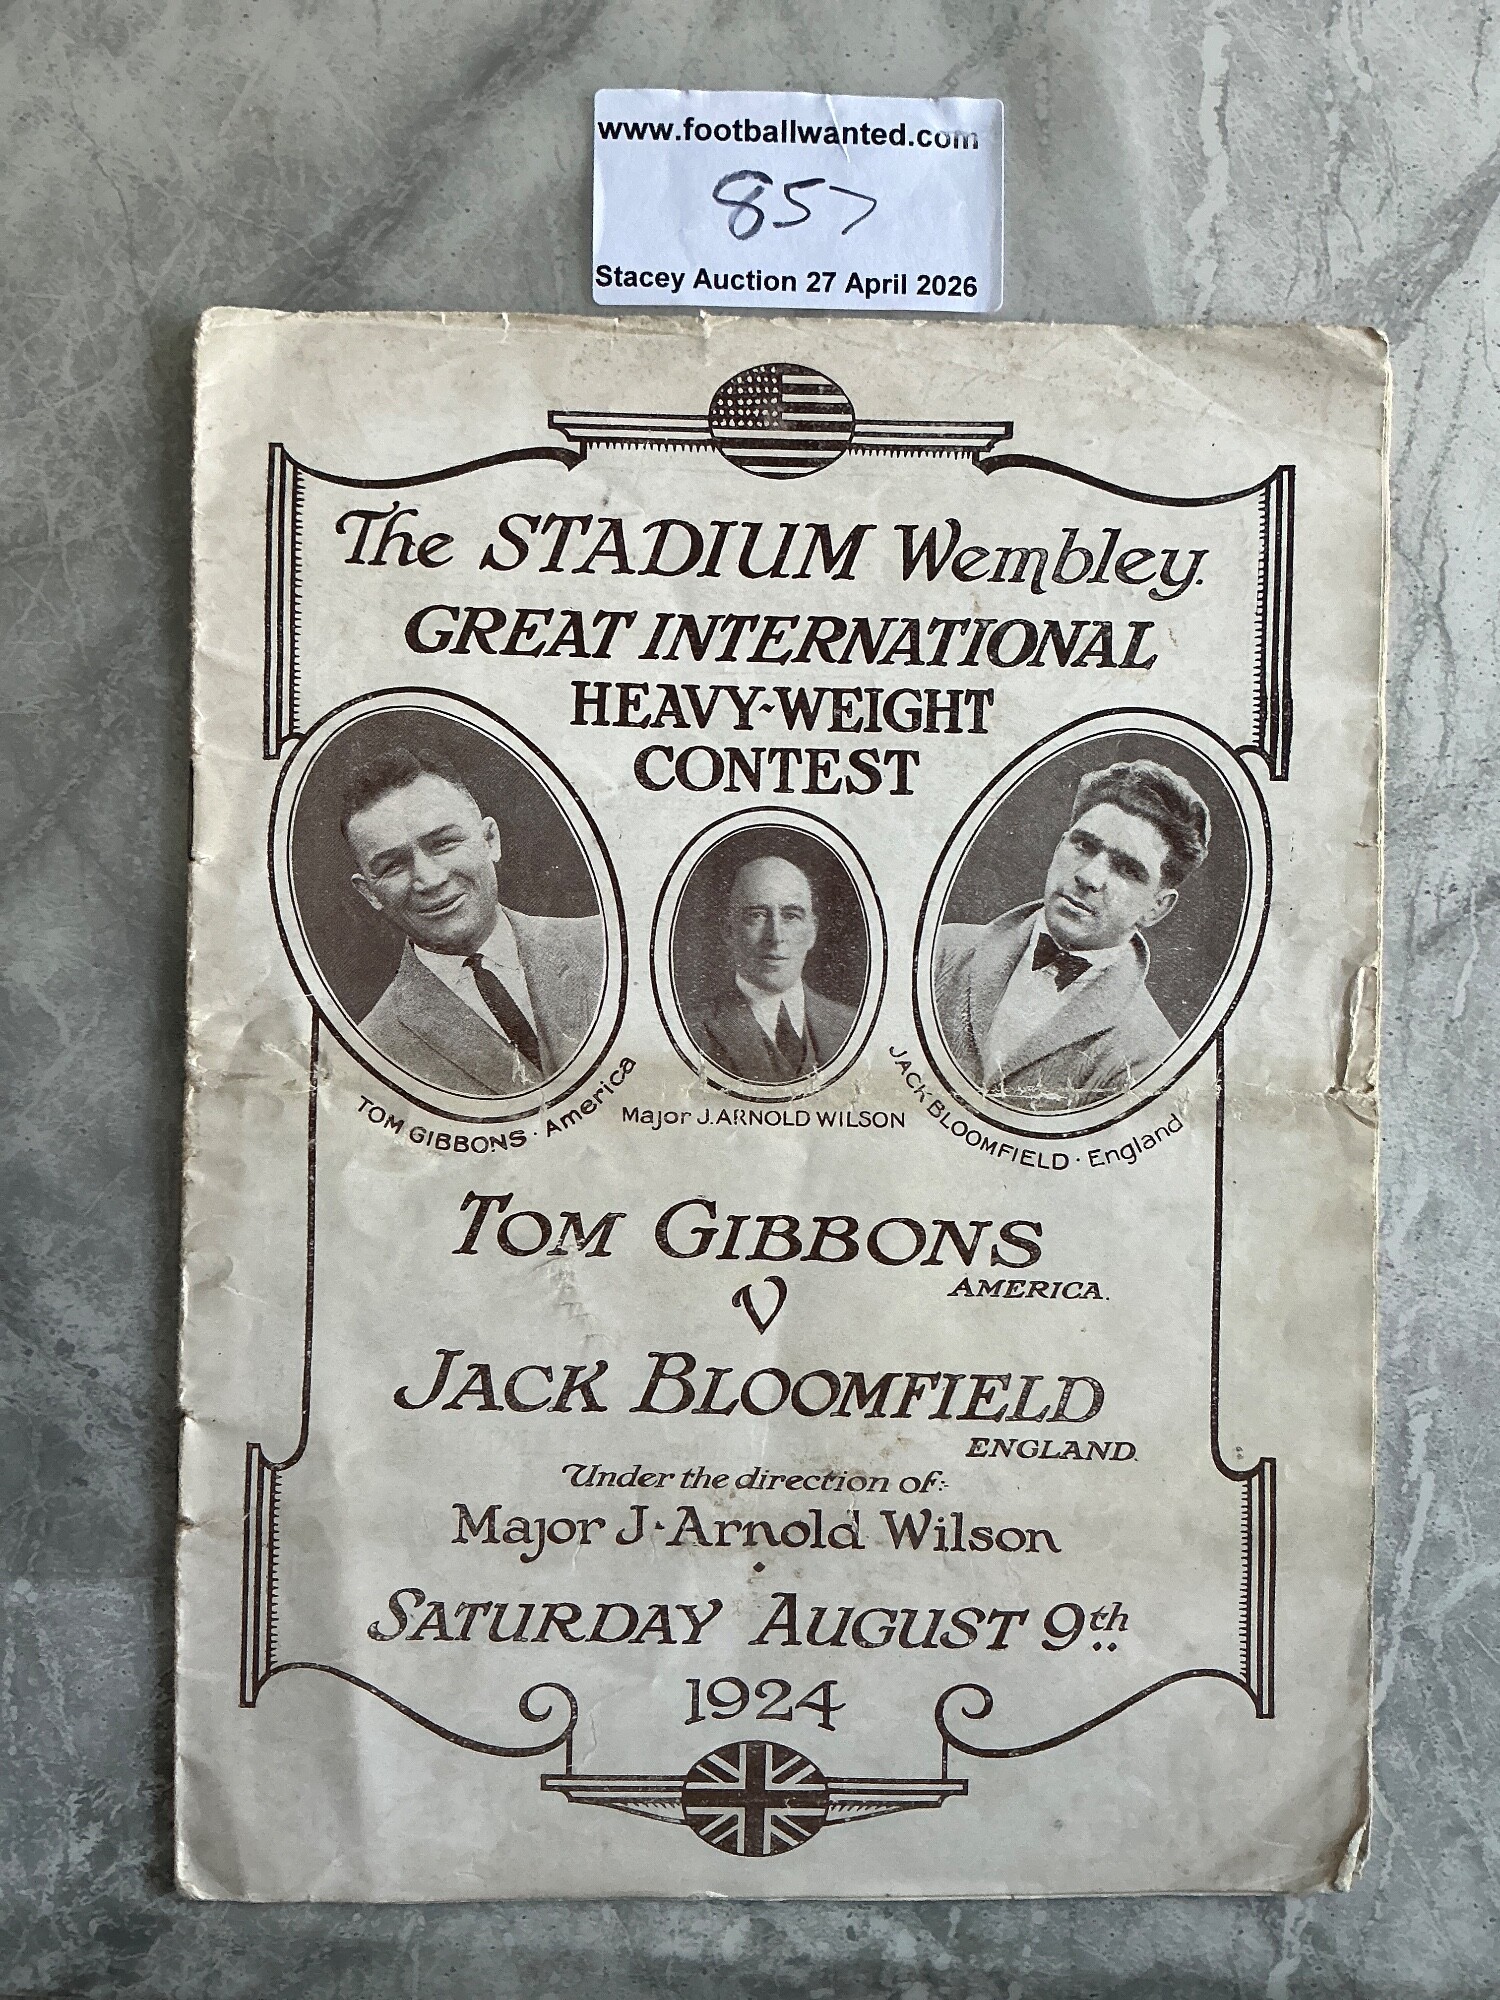 www.footballwanted.com
857
Stacey Auction 27 April 2026
The STADIUM Wembley.
GREAT INTERNATIONAL
HEAVY-WEIGHT
CONTEST
TOM GIBBONS · America
Major J. ARNOLD WILSON
JACK BLOOMFIELD · England
TOM GIBBONS
AMERICA.
V
JACK BLOOMFIELD
ENGLAND.
Under the direction of:-
Major J. Arnold Wilson
SATURDAY AUGUST 9th
1924